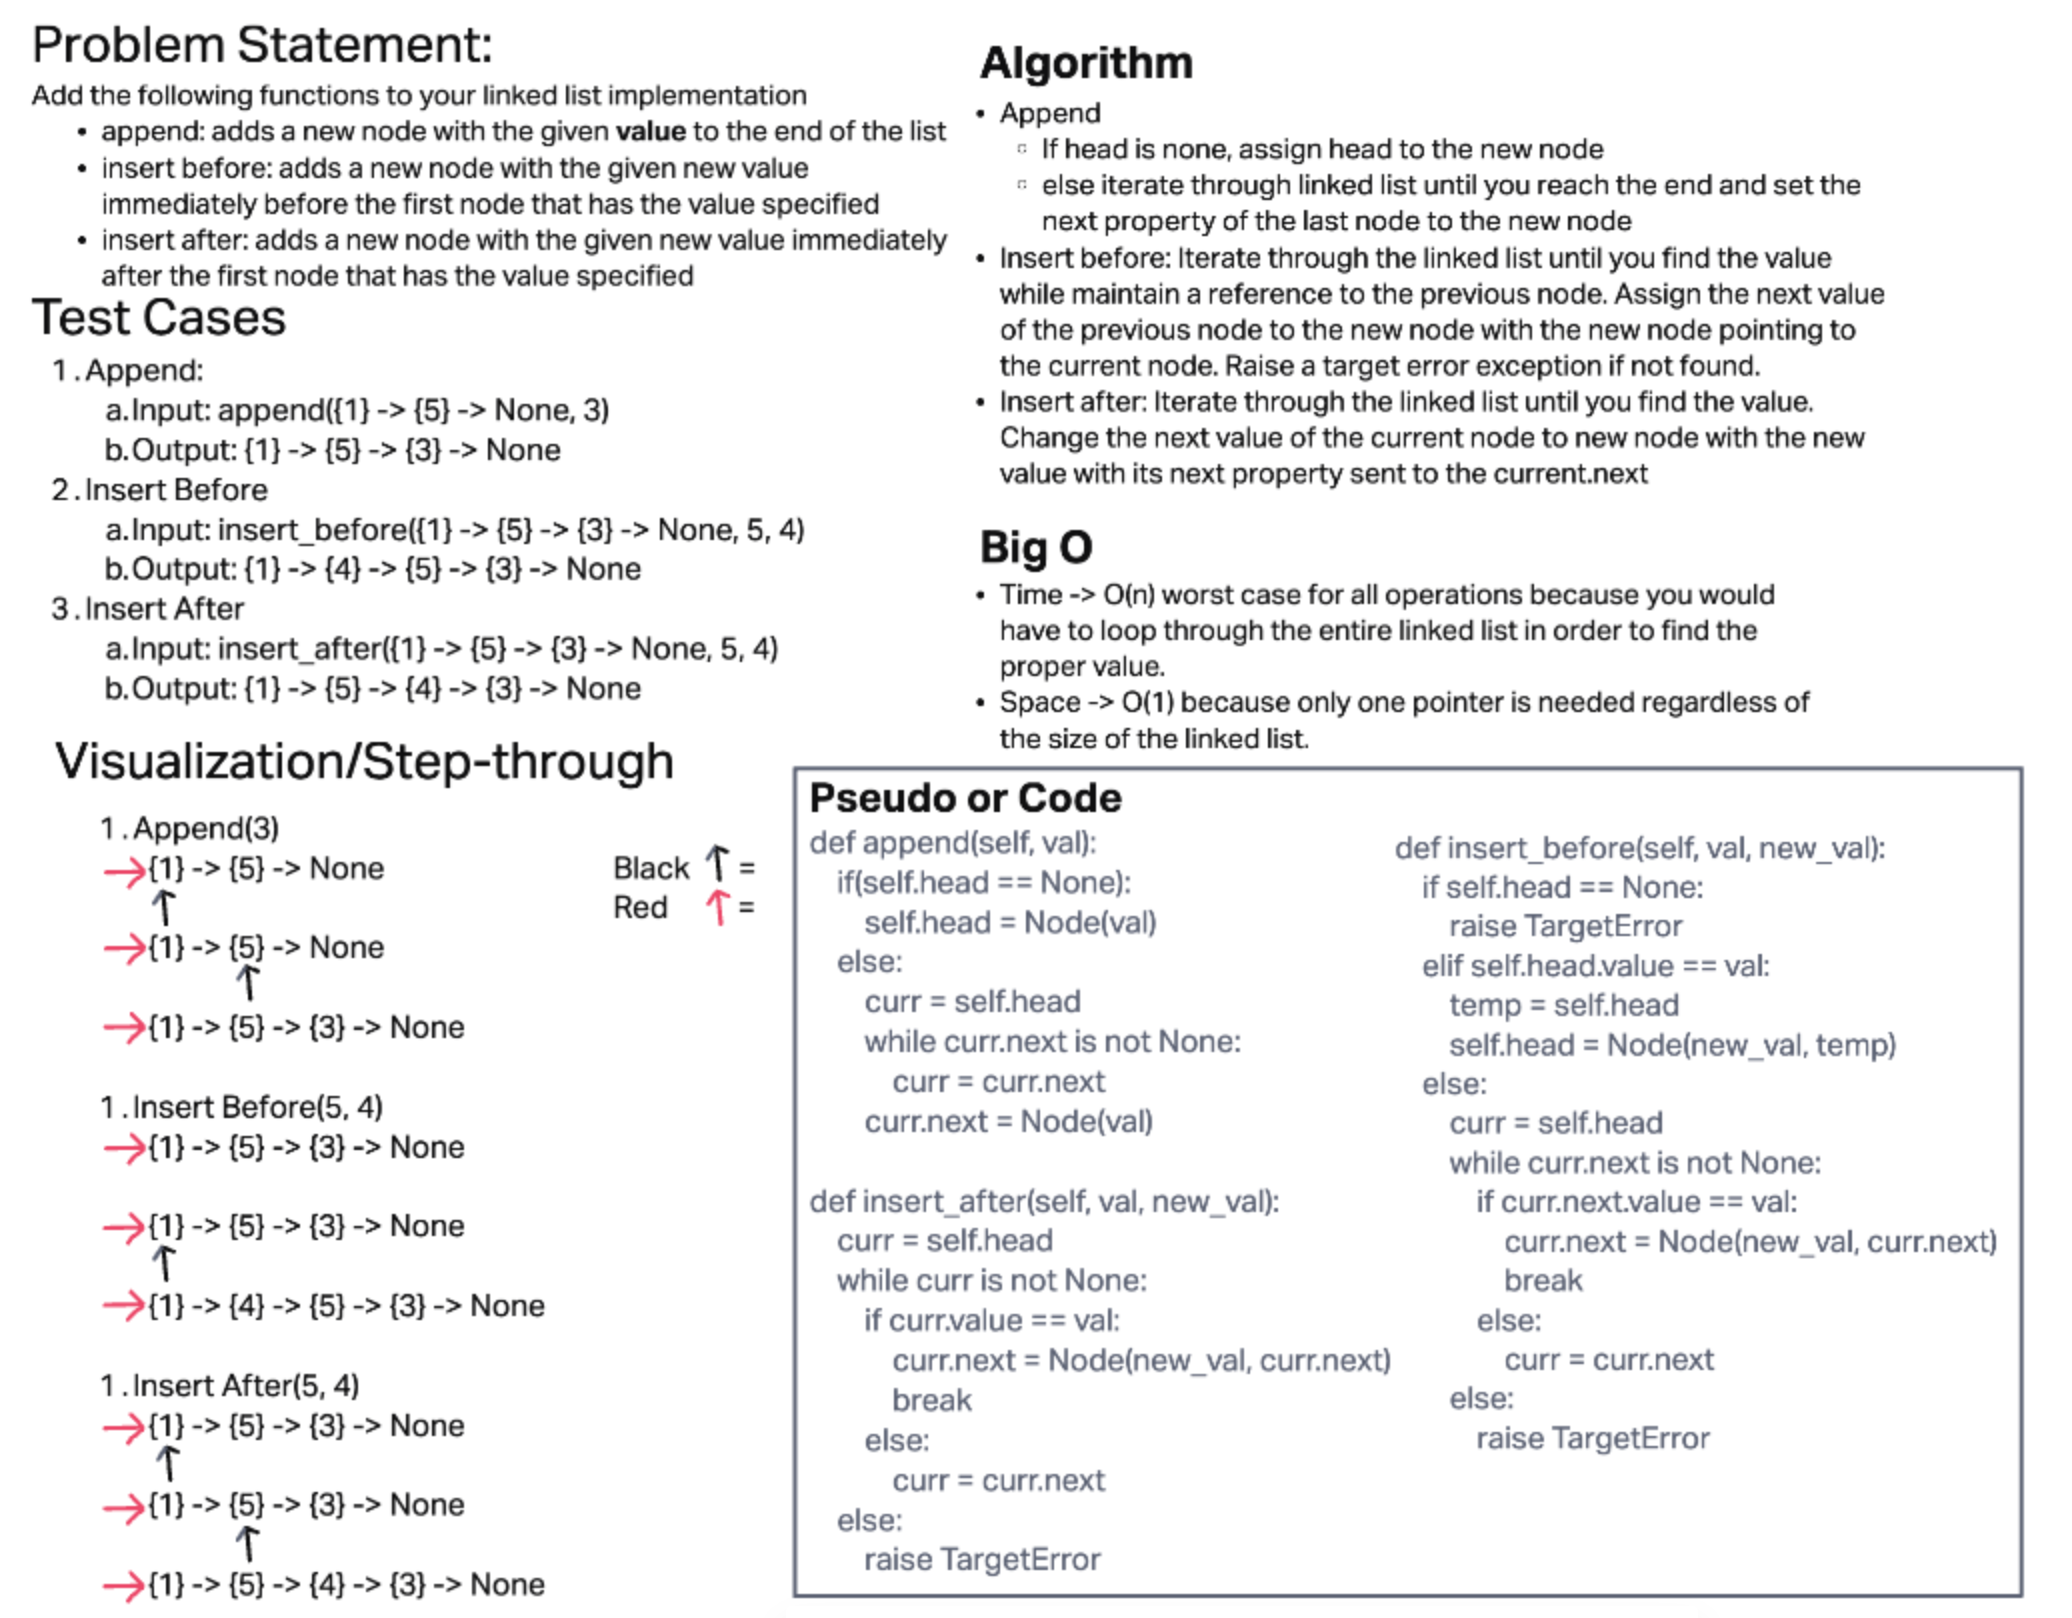 Problem Statement:
Add the following functions to your linked list implementation
• append: adds a new node with the given value to the end of the list
• insert before: adds a new node with the given new value
immediately before the first node that has the value specified
• insert after: adds a new node with the given new value immediately
after the first node that has the value specified
Test Cases
1. Append:
a. Input: append({1} -> {5} -> None, 3)
b. Output: {1} -> {5} -> {3} -> None
2. Insert Before
a. Input: insert_before({1} -> {5} -> {3} -> None, 5, 4)
b. Output: {1} -> {4} -> {5} -> {3} -> None
3. Insert After
a. Input: insert_after({1} -> {5} -> {3} -> None, 5, 4)
b. Output: {1} -> {5} -> {4} -> {3} -> None
Visualization/Step-through
1. Append(3)
{1} -> {5} -> None
{1} -> {5} -> None
{1} -> {5} -> {3} -> None
1. Insert Before(5, 4)
{1} -> {5} -> {3} -> None
{1} -> {5} -> {3} -> None
{1} -> {4} -> {5} -> {3} -> None
1. Insert After(5, 4)
{1} -> {5} -> {3} -> None
{1} -> {5} -> {3} -> None
{1} -> {5} -> {4} -> {3} -> None
Black ↑ =
Red ↑ =
Algorithm
• Append
▫ If head is none, assign head to the new node
▫ else iterate through linked list until you reach the end and set the
next property of the last node to the new node
• Insert before: Iterate through the linked list until you find the value
while maintain a reference to the previous node. Assign the next value
of the previous node to the new node with the new node pointing to
the current node. Raise a target error exception if not found.
• Insert after: Iterate through the linked list until you find the value.
Change the next value of the current node to new node with the new
value with its next property sent to the current.next
Big O
• Time -> O(n) worst case for all operations because you would
have to loop through the entire linked list in order to find the
proper value.
• Space -> O(1) because only one pointer is needed regardless of
the size of the linked list.
Pseudo or Code
def append(self, val):
if(self.head == None):
self.head = Node(val)
else:
curr = self.head
while curr.next is not None:
curr = curr.next
curr.next = Node(val)
def insert_after(self, val, new_val):
curr = self.head
while curr is not None:
if curr.value == val:
curr.next = Node(new_val, curr.next)
break
else:
curr = curr.next
else:
raise TargetError
def insert_before(self, val, new_val):
if self.head == None:
raise TargetError
elif self.head.value == val:
temp = self.head
self.head = Node(new_val, temp)
else:
curr = self.head
while curr.next is not None:
if curr.next.value == val:
curr.next = Node(new_val, curr.next)
break
else:
curr = curr.next
else:
raise TargetError